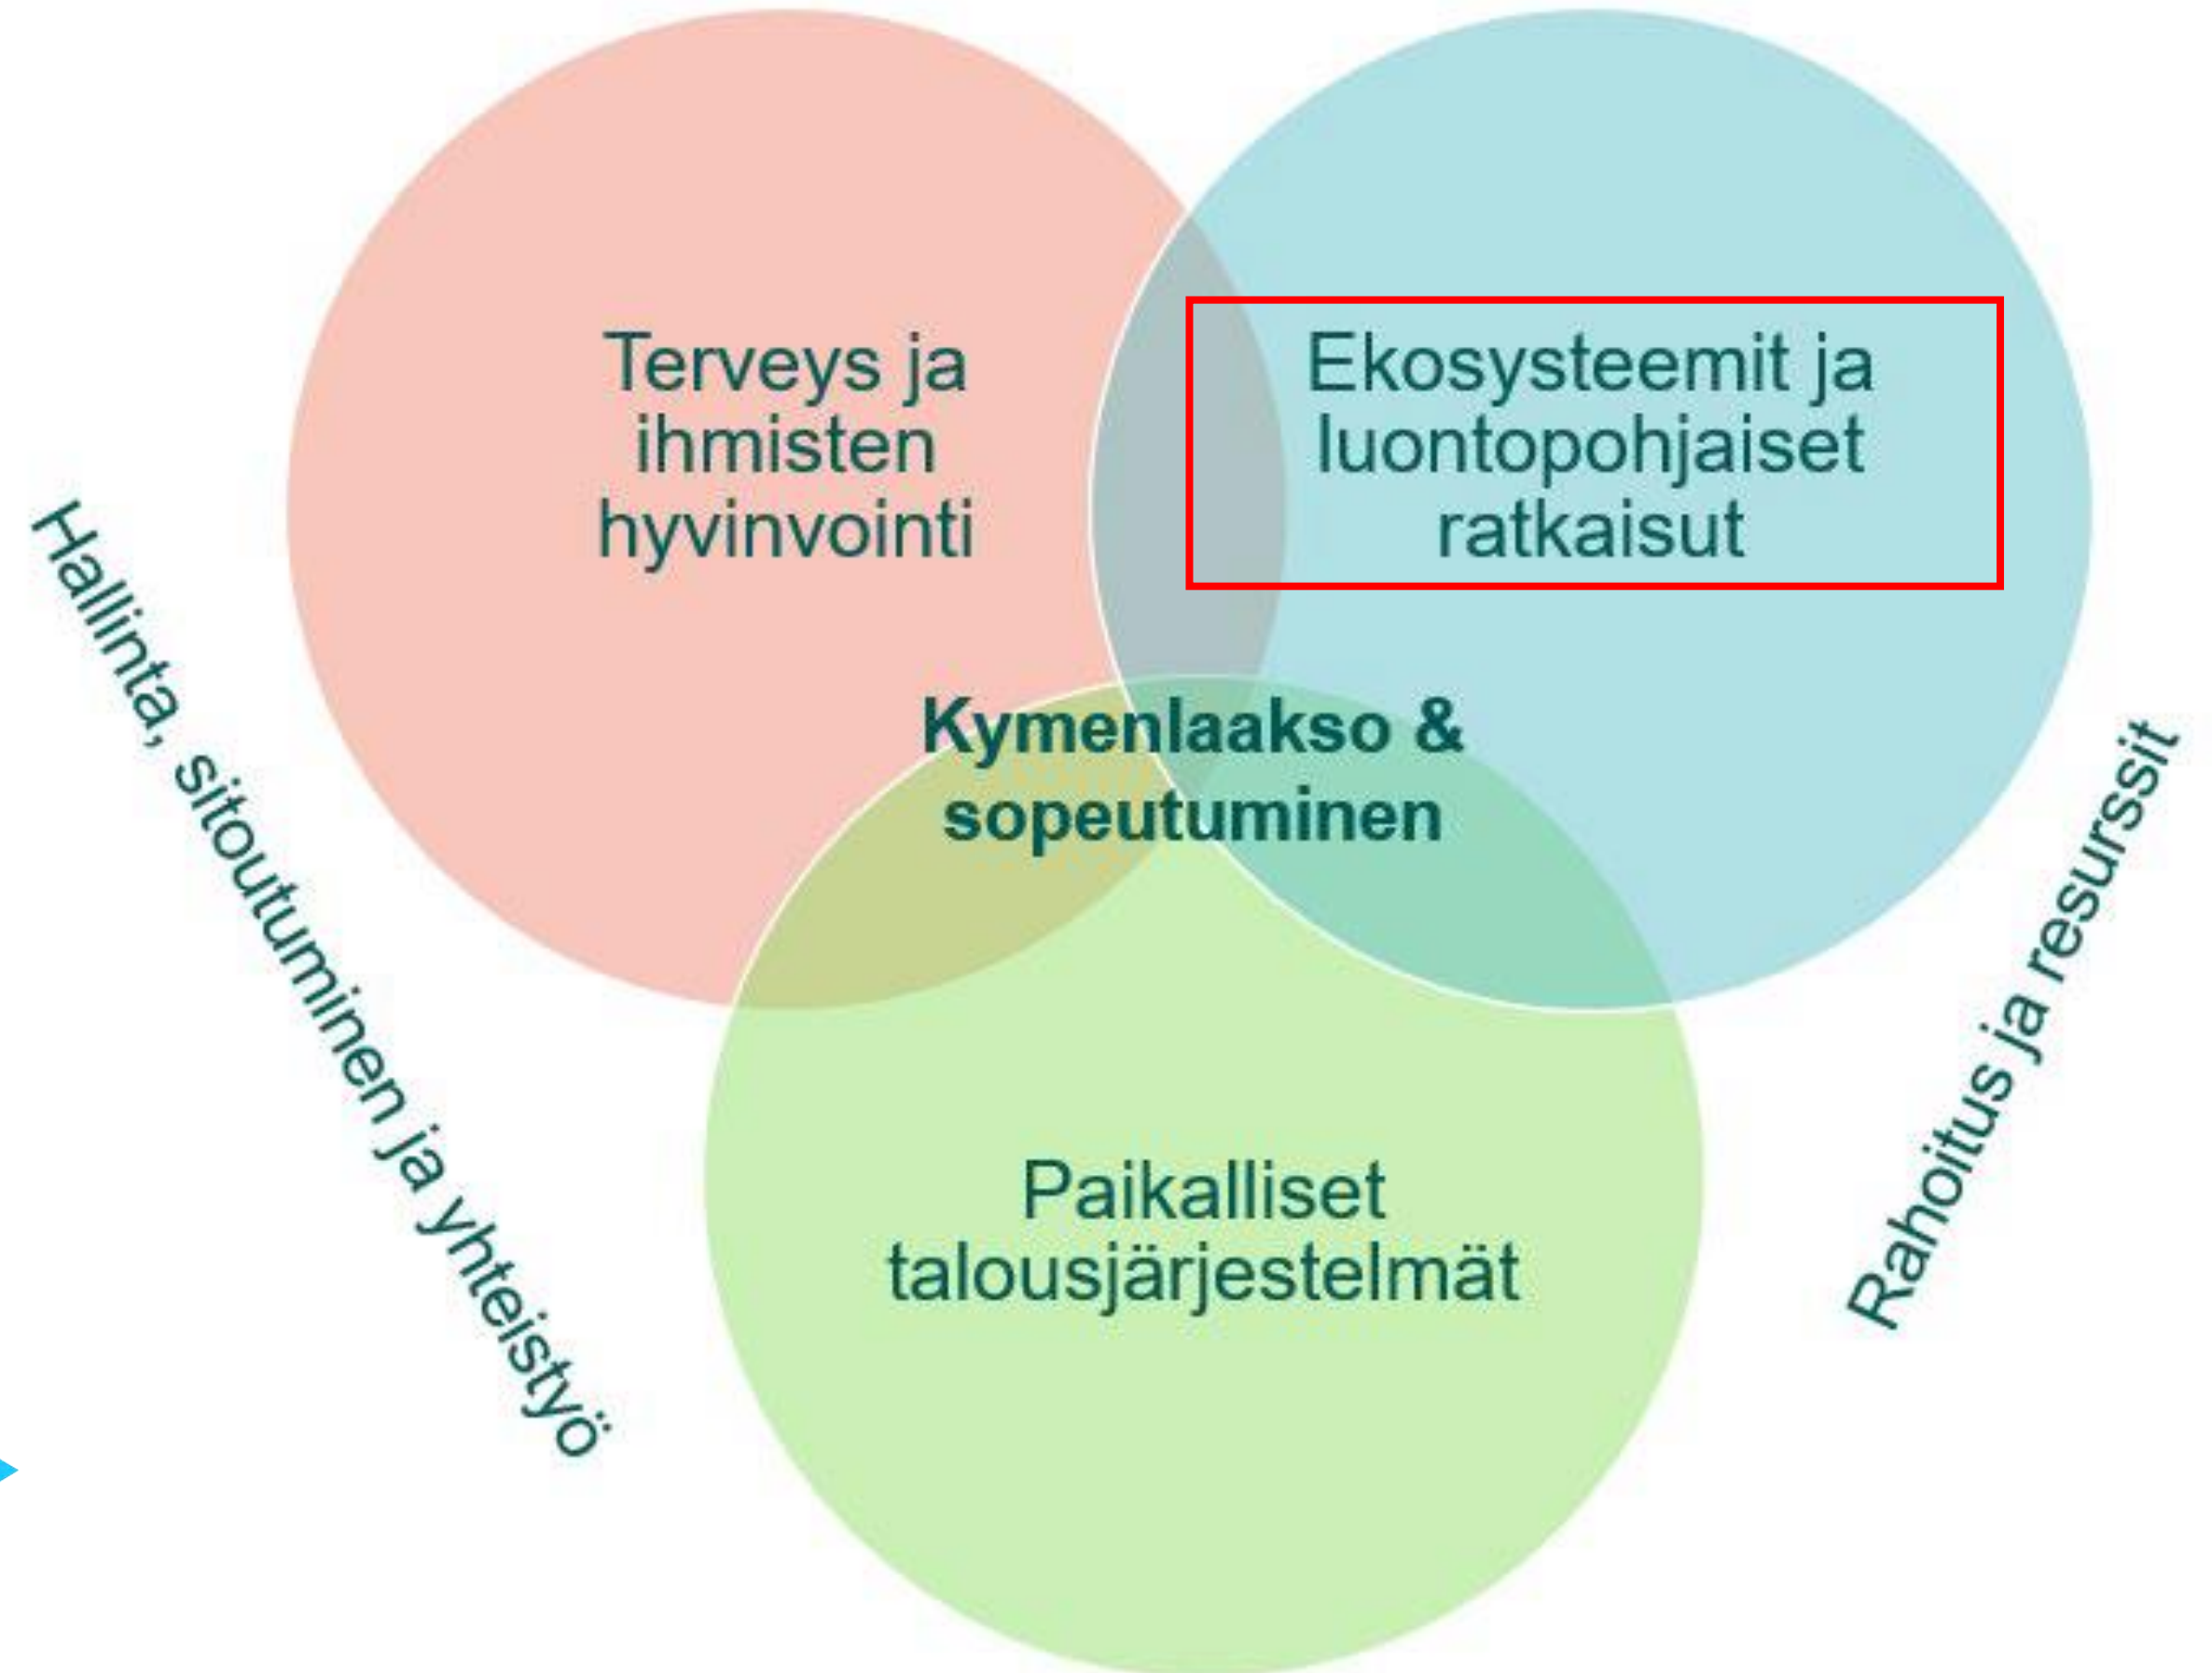 Terveys ja
ihmisten
hyvinvointi
Ekosysteemit ja
luontopohjaiset
ratkaisut
Kymenlaakso &
sopeutuminen
Paikalliset
talousjärjestelmät
Hallinta, sitoutuminen ja yhteistyö
Rahoitus ja resurssit